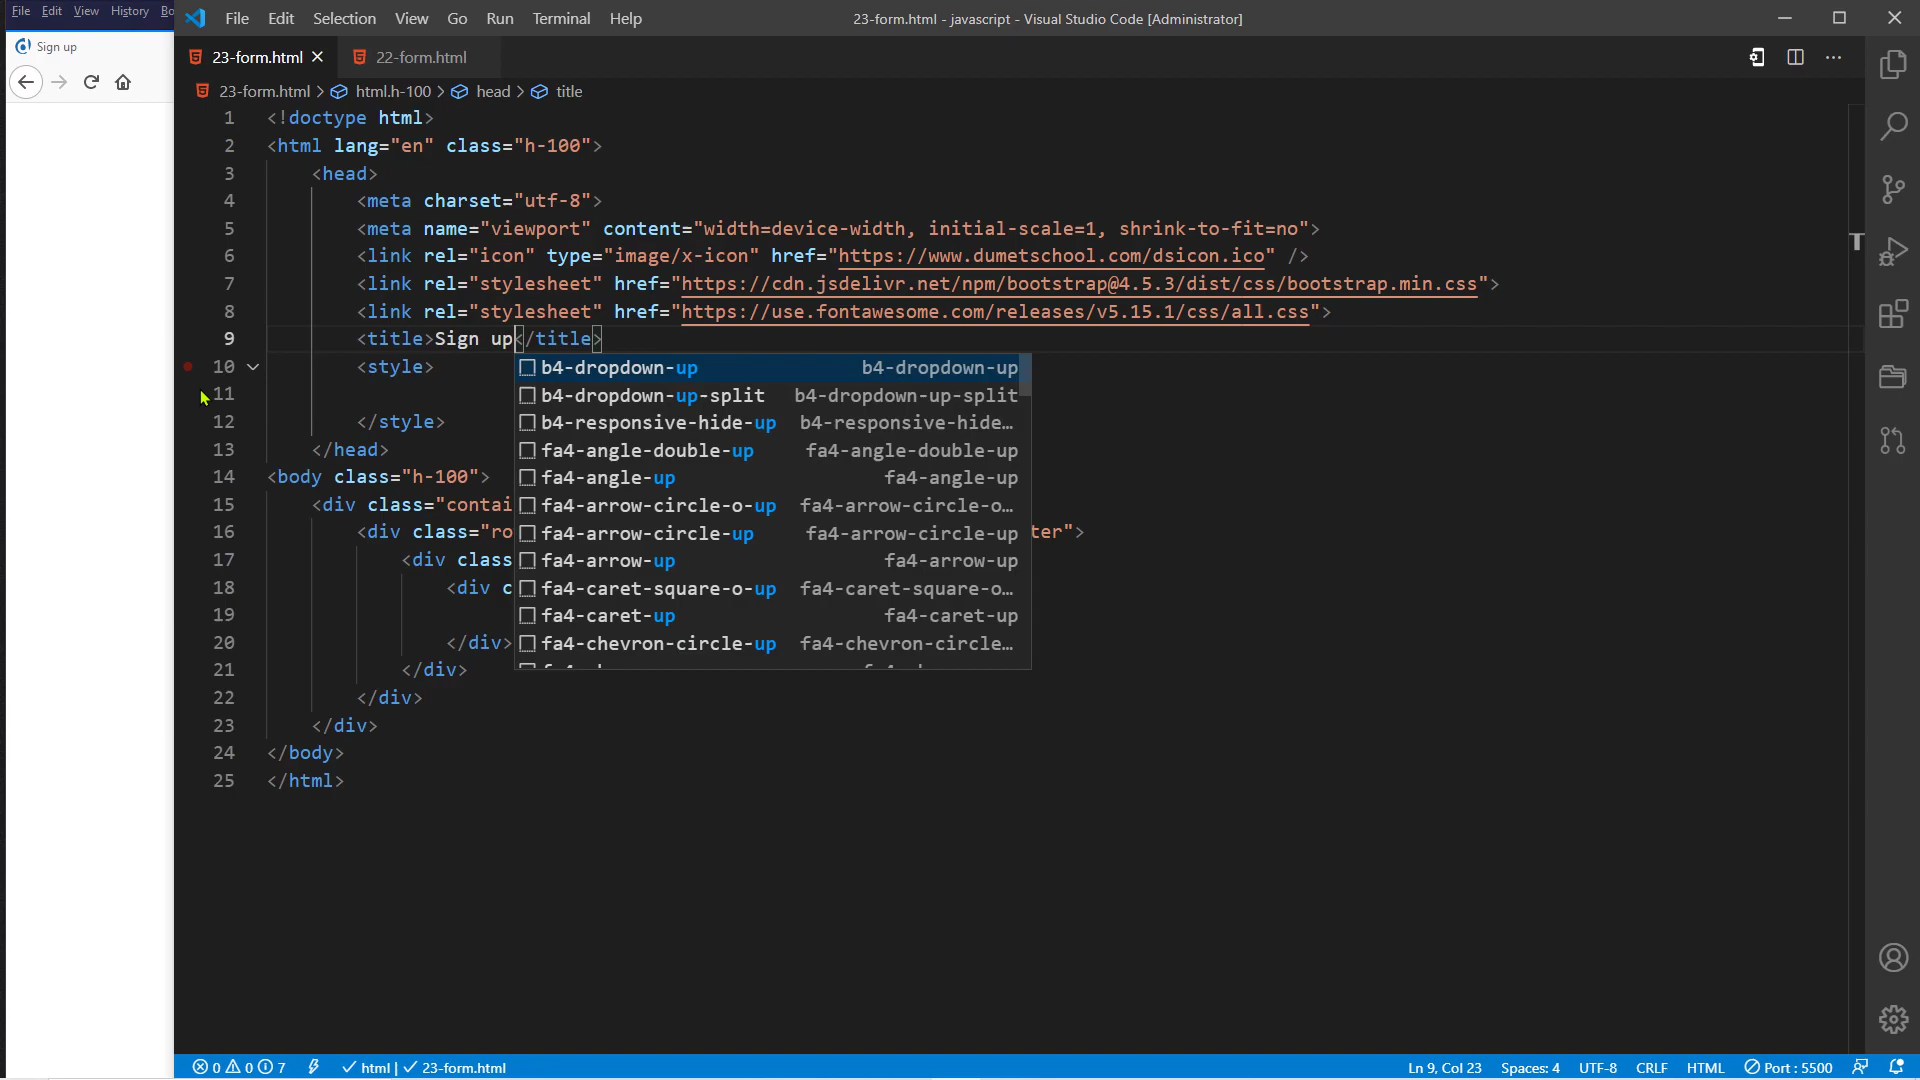 File Edit View History Bo
Sign up
File Edit Selection View Go Run Terminal Help
23-form.html - javascript - Visual Studio Code [Administrator]
23-form.html
22-form.html
23-form.html > html.h-100 > head > title
1 <!doctype html>
2 <html lang="en" class="h-100">
3 <head>
4 <meta charset="utf-8">
5 <meta name="viewport" content="width=device-width, initial-scale=1, shrink-to-fit=no">
6 <link rel="icon" type="image/x-icon" href="https://www.dumetschool.com/dsicon.ico" />
7 <link rel="stylesheet" href="https://cdn.jsdelivr.net/npm/bootstrap@4.5.3/dist/css/bootstrap.min.css">
8 <link rel="stylesheet" href="https://use.fontawesome.com/releases/v5.15.1/css/all.css">
9 <title>Sign up</title>
10 <style>
b4-dropdown-up b4-dropdown-up
11
b4-dropdown-up-split b4-dropdown-up-split
12 </style>
b4-responsive-hide-up b4-responsive-hide…
13 </head>
fa4-angle-double-up fa4-angle-double-up
14 <body class="h-100">
fa4-angle-up fa4-angle-up
15 <div class="contai
fa4-arrow-circle-o-up fa4-arrow-circle-o…
16 <div class="ro
fa4-arrow-circle-up fa4-arrow-circle-up
ter">
17 <div class
fa4-arrow-up fa4-arrow-up
18 <div c
fa4-caret-square-o-up fa4-caret-square-o…
19
fa4-caret-up fa4-caret-up
20 </div>
fa4-chevron-circle-up fa4-chevron-circle…
21 </div>
22 </div>
23 </div>
24 </body>
25 </html>
0 0 7 html | 23-form.html
Ln 9, Col 23 Spaces: 4 UTF-8 CRLF HTML Port : 5500